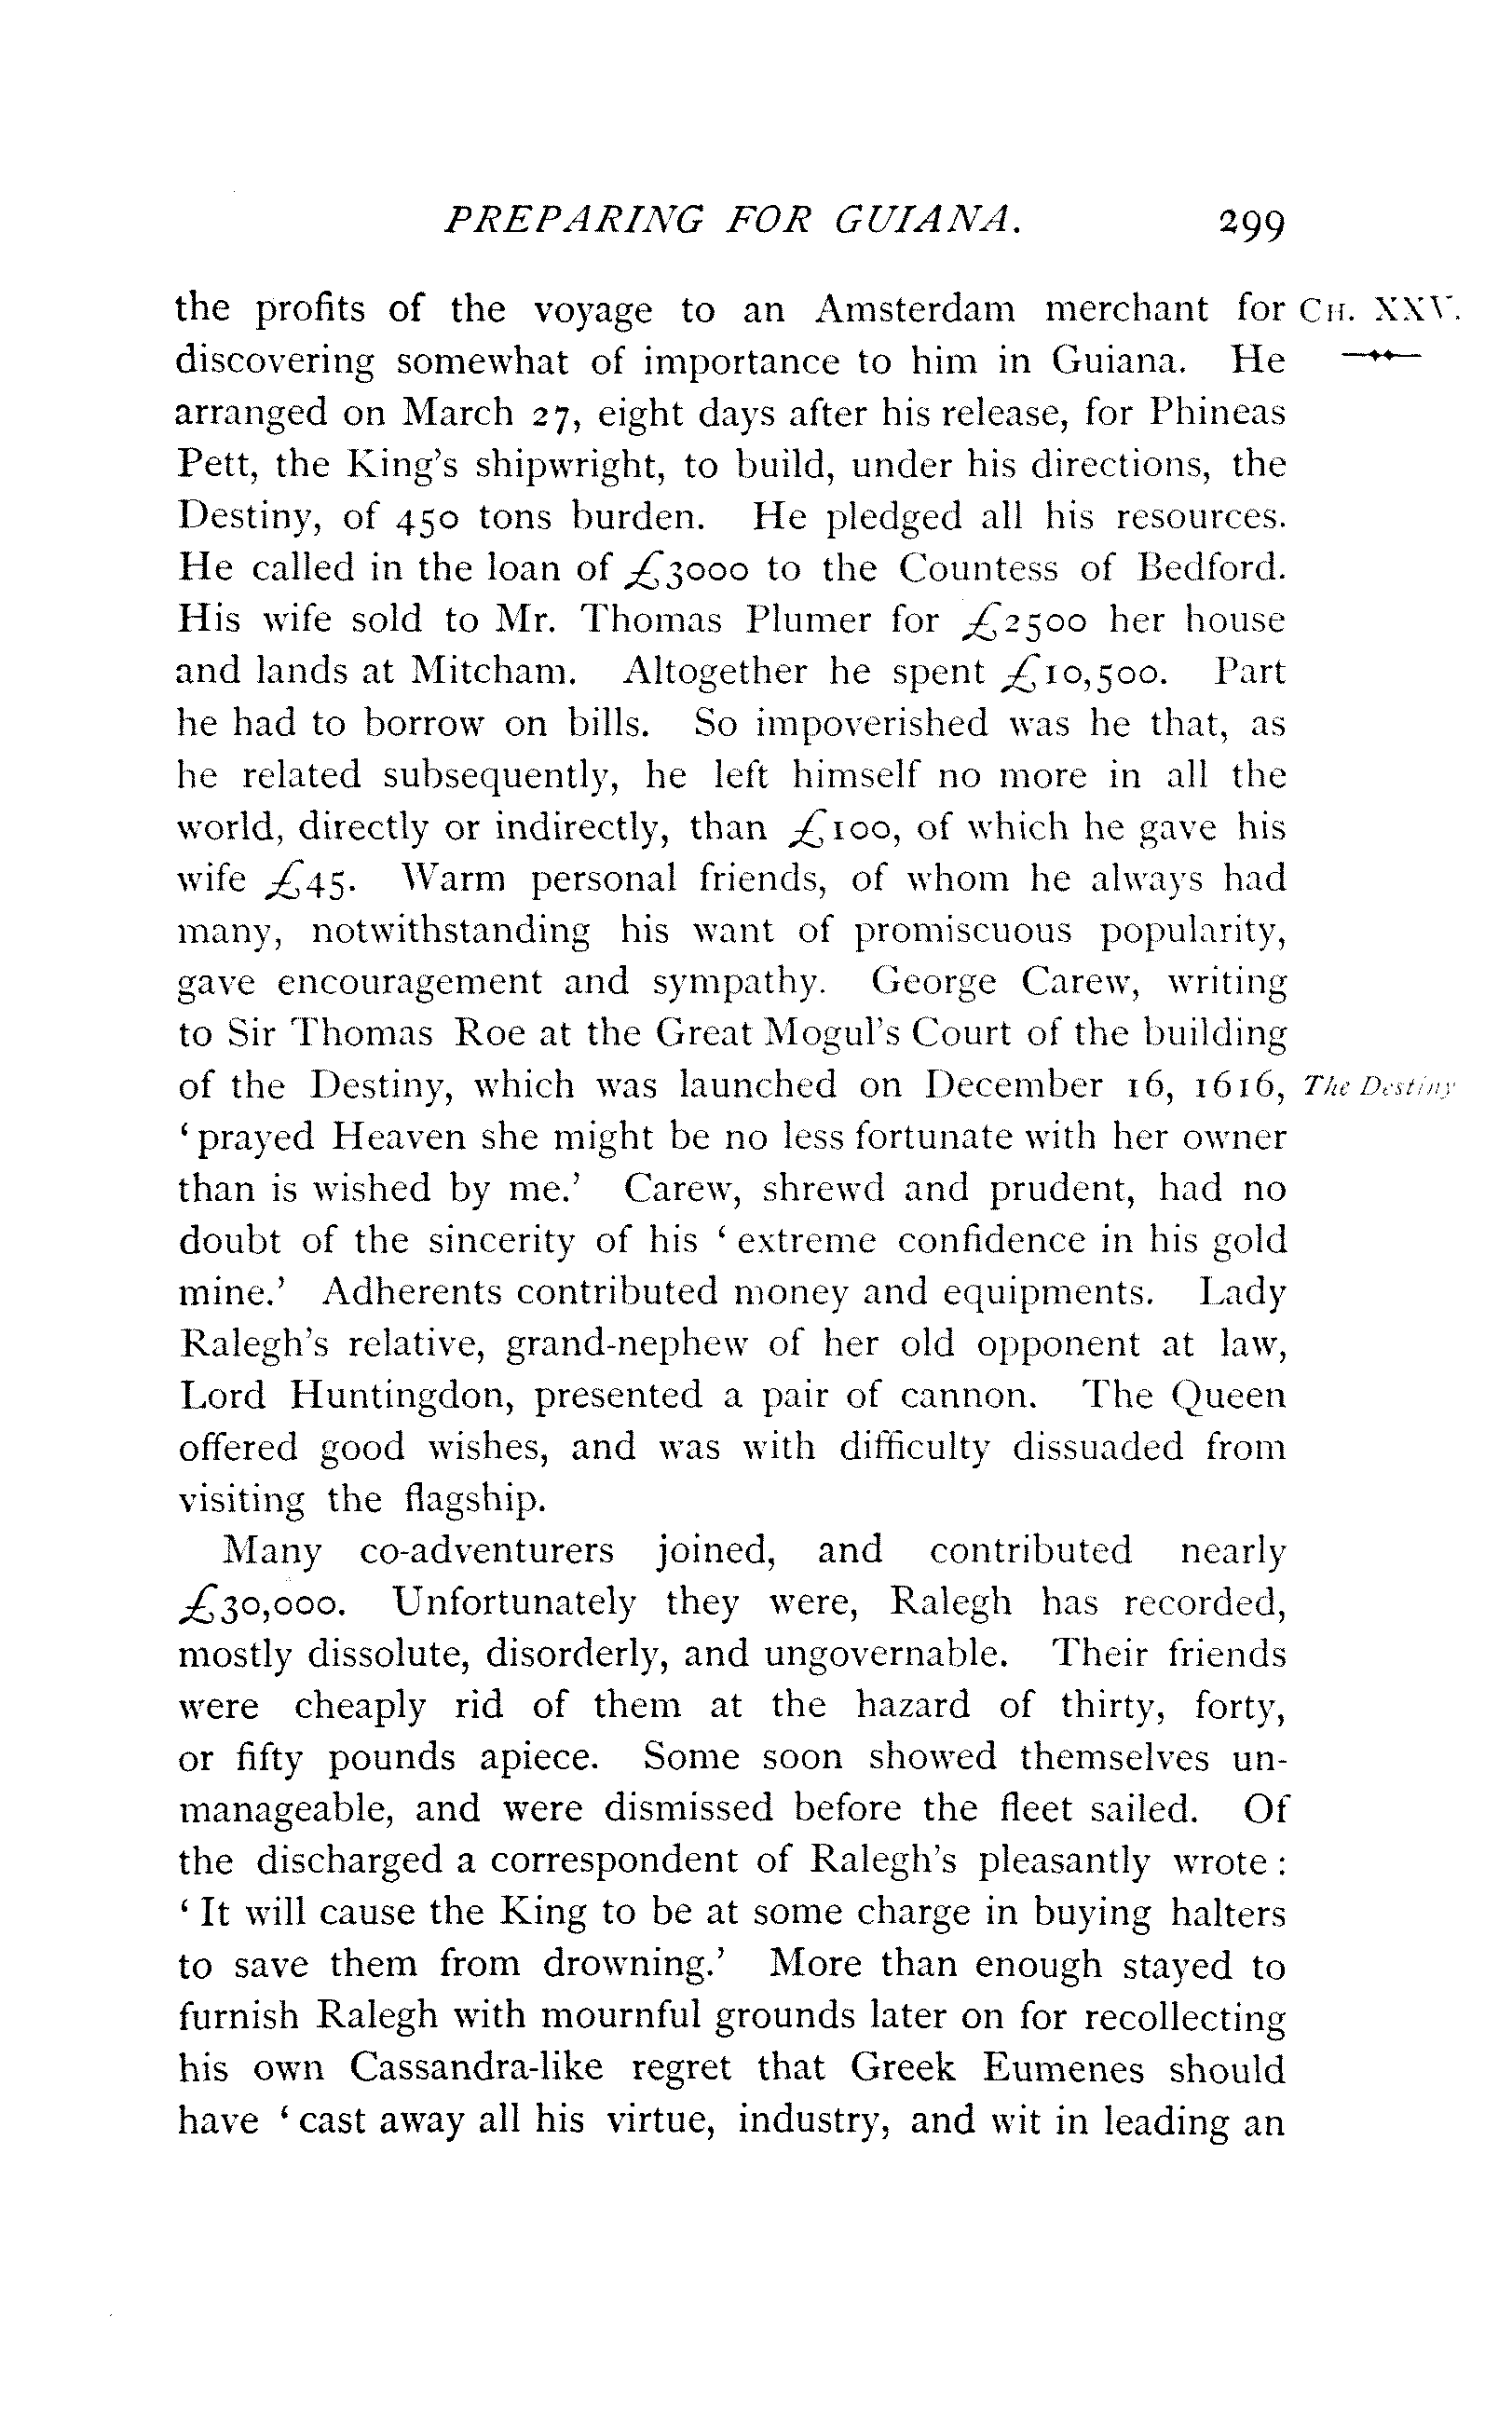 PREPARING FOR GUIANA. 299
the profits of the voyage to an Amsterdam merchant for CH. XXV.
discovering somewhat of importance to him in Guiana. He
arranged on March 27, eight days after his release, for Phineas
Pett, the King's shipwright, to build, under his directions, the
Destiny, of 450 tons burden. He pledged all his resources.
He called in the loan of £3000 to the Countess of Bedford.
His wife sold to Mr. Thomas Plumer for £2500 her house
and lands at Mitcham. Altogether he spent £10,500. Part
he had to borrow on bills. So impoverished was he that, as
he related subsequently, he left himself no more in all the
world, directly or indirectly, than £100, of which he gave his
wife £45. Warm personal friends, of whom he always had
many, notwithstanding his want of promiscuous popularity,
gave encouragement and sympathy. George Carew, writing
to Sir Thomas Roe at the Great Mogul's Court of the building
of the Destiny, which was launched on December 16, 1616, The Destiny
‘prayed Heaven she might be no less fortunate with her owner
than is wished by me.’ Carew, shrewd and prudent, had no
doubt of the sincerity of his ‘extreme confidence in his gold
mine.’ Adherents contributed money and equipments. Lady
Ralegh's relative, grand-nephew of her old opponent at law,
Lord Huntingdon, presented a pair of cannon. The Queen
offered good wishes, and was with difficulty dissuaded from
visiting the flagship.
Many co-adventurers joined, and contributed nearly
£30,000. Unfortunately they were, Ralegh has recorded,
mostly dissolute, disorderly, and ungovernable. Their friends
were cheaply rid of them at the hazard of thirty, forty,
or fifty pounds apiece. Some soon showed themselves un-
manageable, and were dismissed before the fleet sailed. Of
the discharged a correspondent of Ralegh's pleasantly wrote :
‘It will cause the King to be at some charge in buying halters
to save them from drowning.’ More than enough stayed to
furnish Ralegh with mournful grounds later on for recollecting
his own Cassandra-like regret that Greek Eumenes should
have ‘cast away all his virtue, industry, and wit in leading an